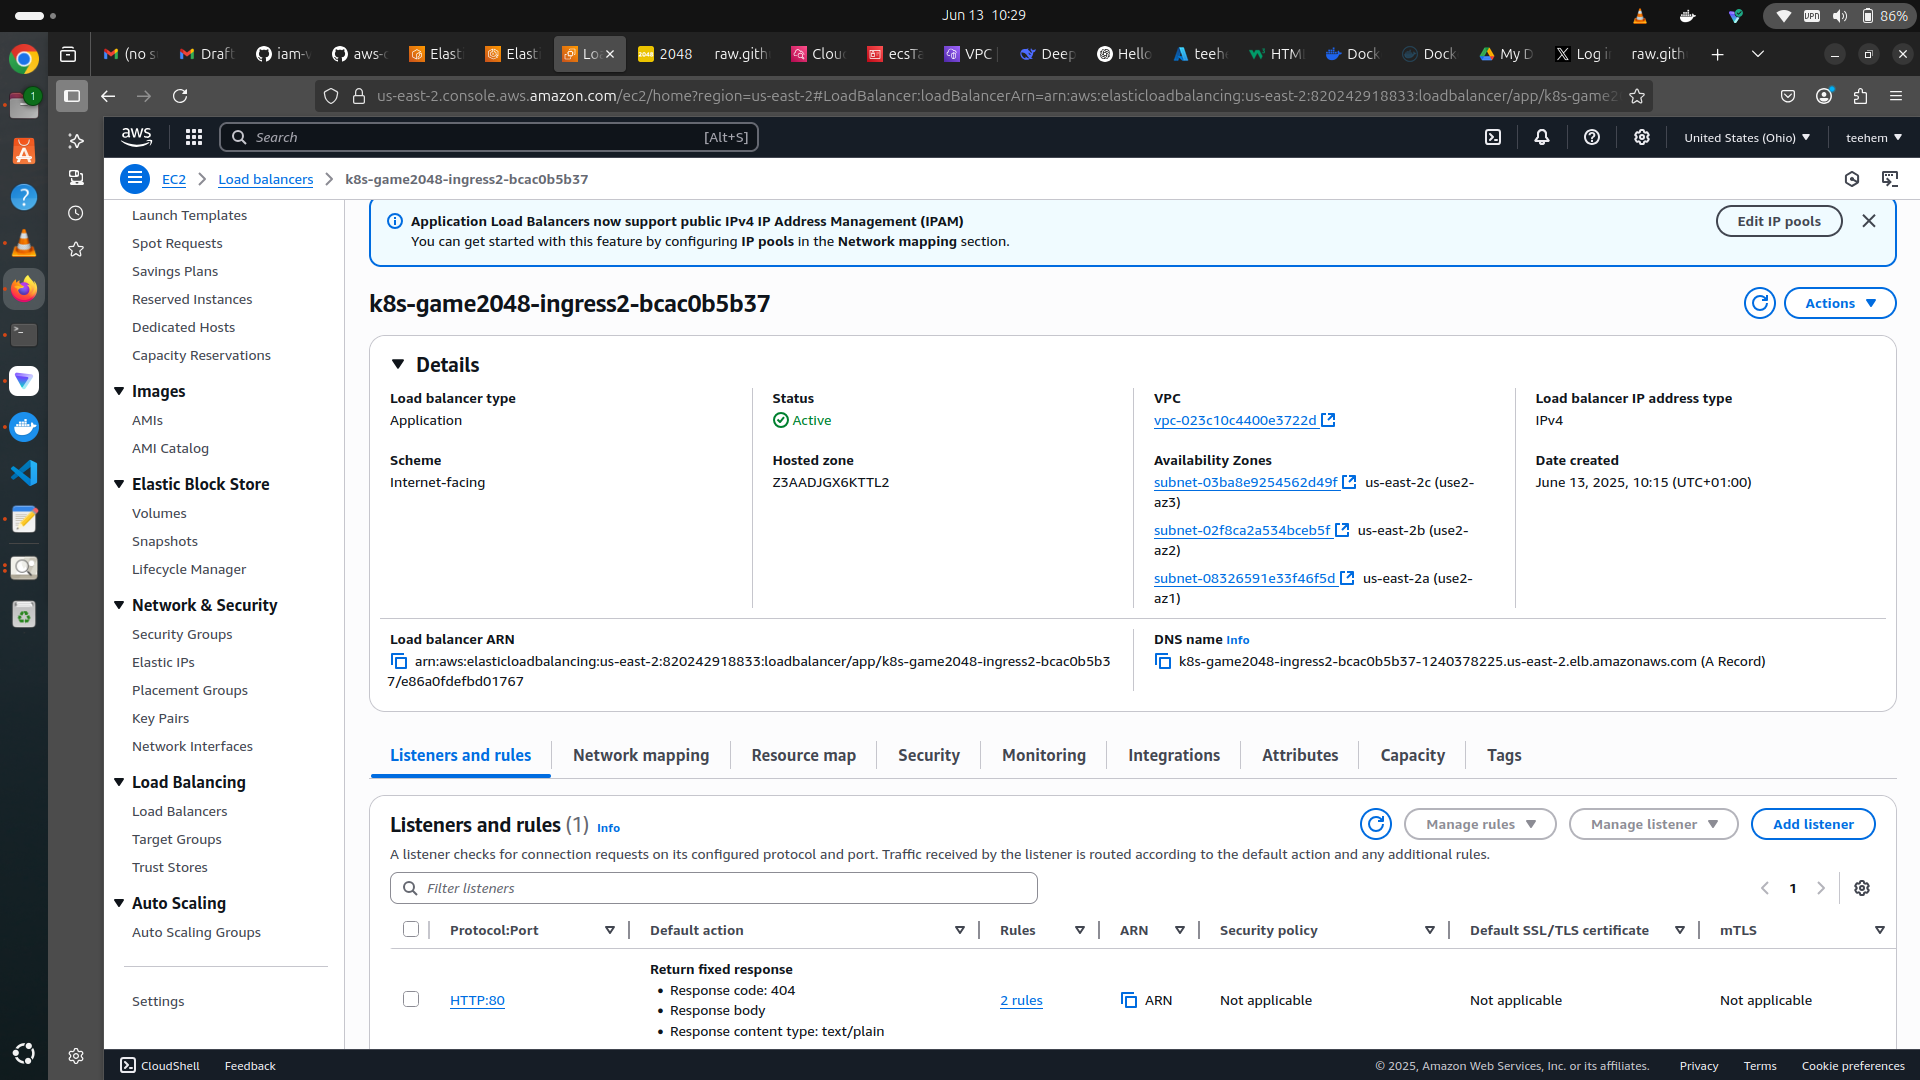 Jun 13 10:29
VPN
86%
1
(no s
Draft
iam-v
aws-c
Elasti
Elasti
Lo
2048
raw.gith
Clou
ecsTa
VPC |
Deep
Hello
teeh
HTML
Dock
Dock
My D
Log i
raw.gith
us-east-2.console.aws.amazon.com/ec2/home?region=us-east-2#LoadBalancer:loadBalancerArn=arn:aws:elasticloadbalancing:us-east-2:820242918833:loadbalancer/app/k8s-game2
aws
Search
[Alt+S]
United States (Ohio)
teehem
EC2
Load balancers
k8s-game2048-ingress2-bcac0b5b37
Launch Templates
Spot Requests
Savings Plans
Reserved Instances
Dedicated Hosts
Capacity Reservations
Images
AMIs
AMI Catalog
Elastic Block Store
Volumes
Snapshots
Lifecycle Manager
Network & Security
Security Groups
Elastic IPs
Placement Groups
Key Pairs
Network Interfaces
Load Balancing
Load Balancers
Target Groups
Trust Stores
Auto Scaling
Auto Scaling Groups
Settings
Application Load Balancers now support public IPv4 IP Address Management (IPAM)
You can get started with this feature by configuring IP pools in the Network mapping section.
Edit IP pools
k8s-game2048-ingress2-bcac0b5b37
Actions
Details
Load balancer type
Application
Status
Active
VPC
vpc-023c10c4400e3722d
Load balancer IP address type
IPv4
Scheme
Internet-facing
Hosted zone
Z3AADJGX6KTTL2
Availability Zones
subnet-03ba8e9254562d49f us-east-2c (use2-
az3)
subnet-02f8ca2a534bceb5f us-east-2b (use2-
az2)
subnet-08326591e33f46f5d us-east-2a (use2-
az1)
Date created
June 13, 2025, 10:15 (UTC+01:00)
Load balancer ARN
arn:aws:elasticloadbalancing:us-east-2:820242918833:loadbalancer/app/k8s-game2048-ingress2-bcac0b5b3
7/e86a0fdefbd01767
DNS name Info
k8s-game2048-ingress2-bcac0b5b37-1240378225.us-east-2.elb.amazonaws.com (A Record)
Listeners and rules
Network mapping
Resource map
Security
Monitoring
Integrations
Attributes
Capacity
Tags
Listeners and rules (1) Info
Manage rules
Manage listener
Add listener
A listener checks for connection requests on its configured protocol and port. Traffic received by the listener is routed according to the default action and any additional rules.
Filter listeners
1
Protocol:Port
Default action
Rules
ARN
Security policy
Default SSL/TLS certificate
mTLS
HTTP:80
Return fixed response
• Response code: 404
• Response body
• Response content type: text/plain
2 rules
ARN
Not applicable
Not applicable
Not applicable
CloudShell
Feedback
© 2025, Amazon Web Services, Inc. or its affiliates.
Privacy
Terms
Cookie preferences